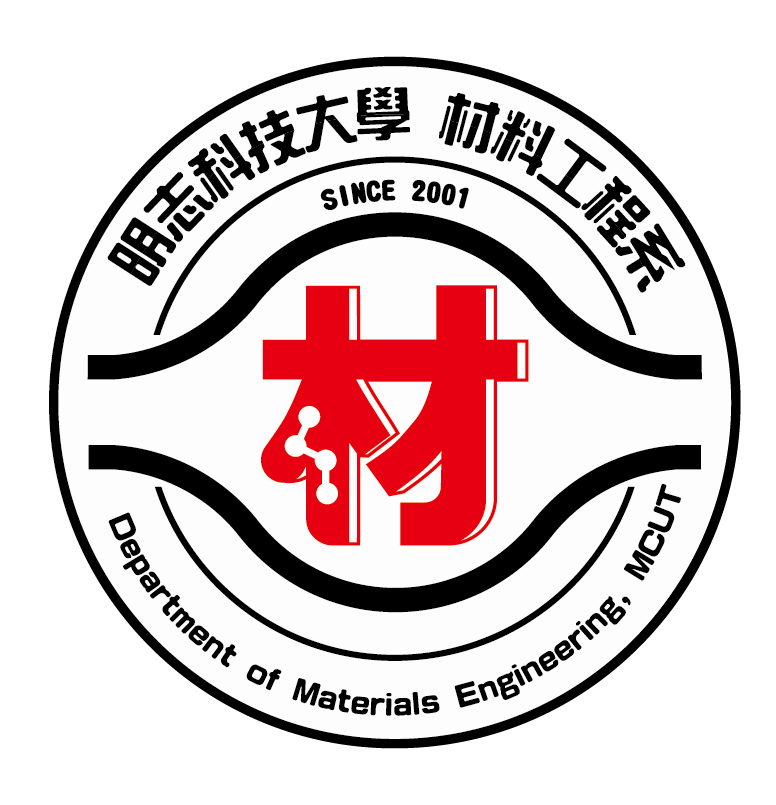 明志科技大學 材料工程系
SINCE 2001
材
Department of Materials Engineering, MCUT